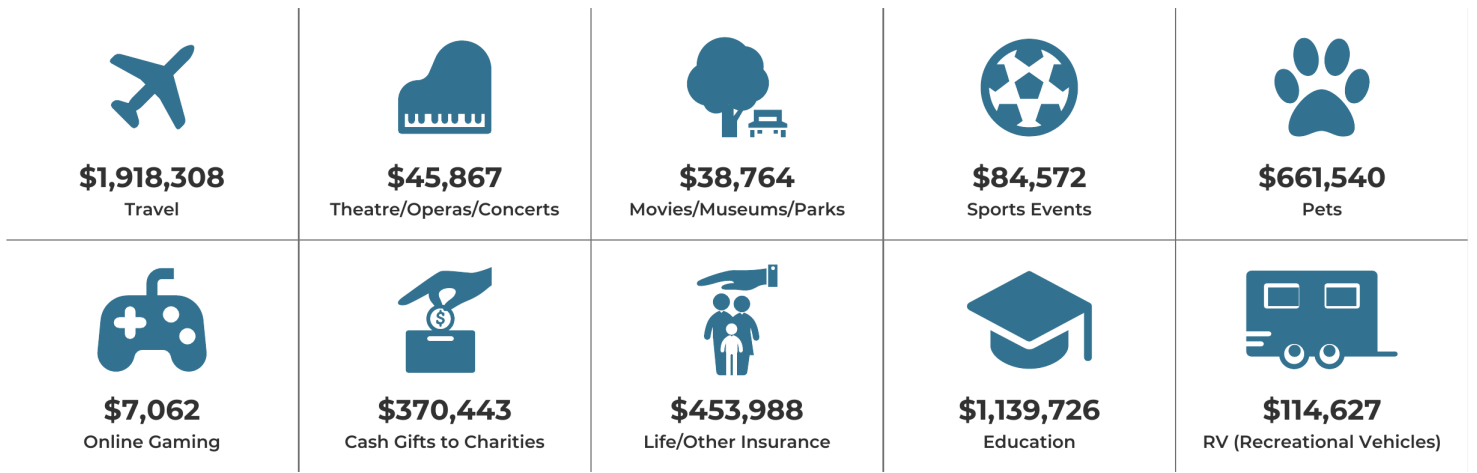 $1,918,308
Travel
$45,867
Theatre/Operas/Concerts
$38,764
Movies/Museums/Parks
$84,572
Sports Events
$661,540
Pets
$7,062
Online Gaming
$
$370,443
Cash Gifts to Charities
$453,988
Life/Other Insurance
$1,139,726
Education
$114,627
RV (Recreational Vehicles)